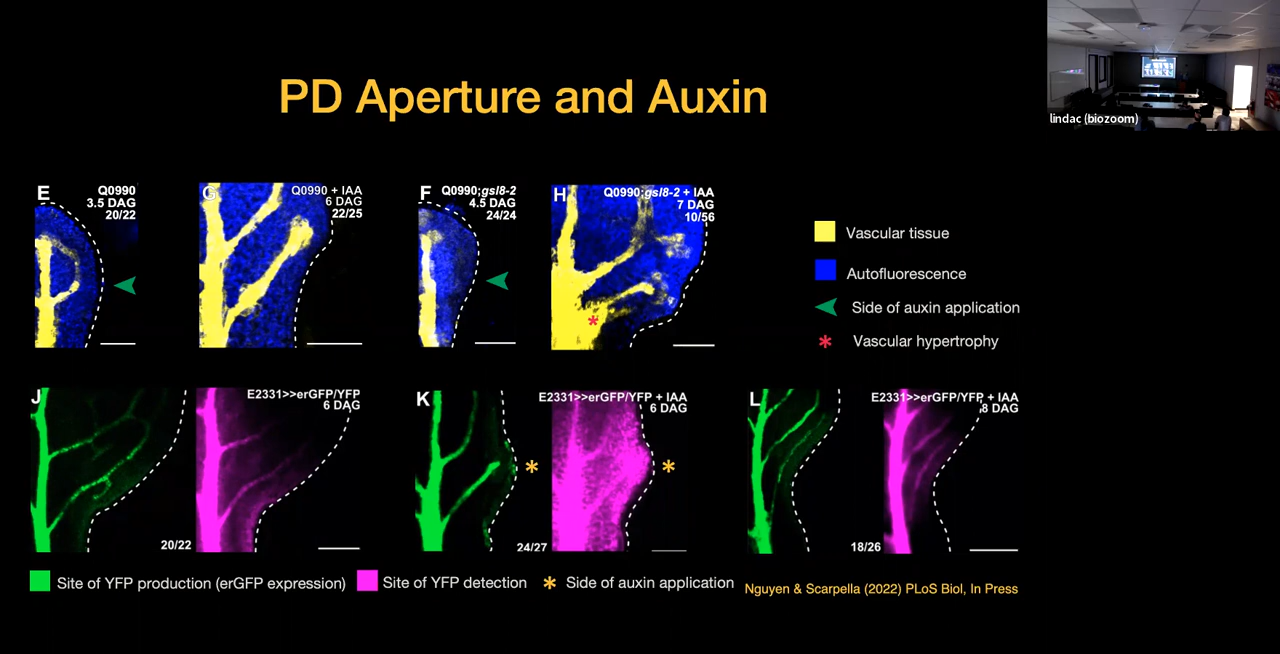 PD Aperture and Auxin
lindac (biozoom)
E
Q0990
3.5 DAG
20/22
G
Q0990 + IAA
6 DAG
22/25
F
Q0990;gsl8-2
4.5 DAG
24/24
H
Q0990;gsl8-2 + IAA
7 DAG
10/56
Vascular tissue
Autofluorescence
Side of auxin application
* Vascular hypertrophy
*
J
E2331>>erGFP/YFP
6 DAG
20/22
K
E2331>>erGFP/YFP + IAA
6 DAG
* *
24/27
L
E2331>>erGFP/YFP + IAA
8 DAG
18/26
Site of YFP production (erGFP expression)
Site of YFP detection
* Side of auxin application
Nguyen & Scarpella (2022) PLoS Biol, In Press